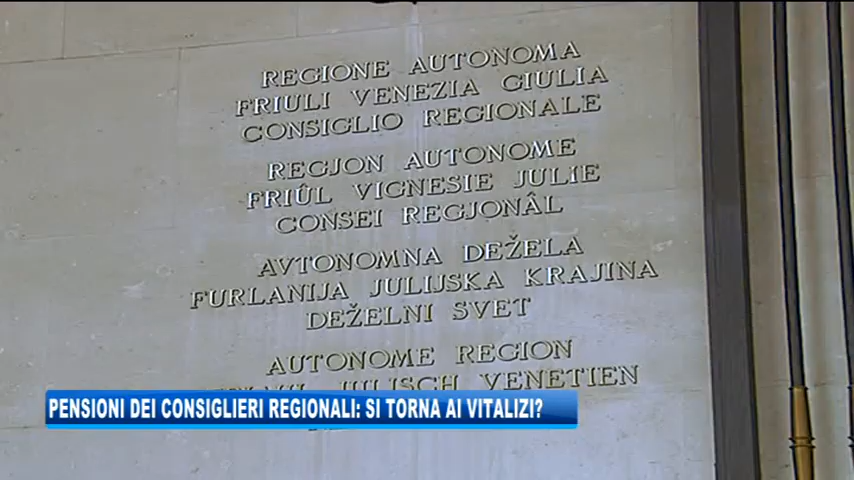 REGIONE AUTONOMA
FRIULI VENEZIA GIULIA
CONSIGLIO REGIONALE
REGJON AUTONOME
FRIÛL VIGNESIE JULIE
CONSEI REGJONÂL
AVTONOMNA DEŽELA
FURLANIJA JULIJSKA KRAJINA
DEŽELNI SVET
AUTONOME REGION
JULISCH VENETIEN
PENSIONI DEI CONSIGLIERI REGIONALI: SI TORNA AI VITALIZI?